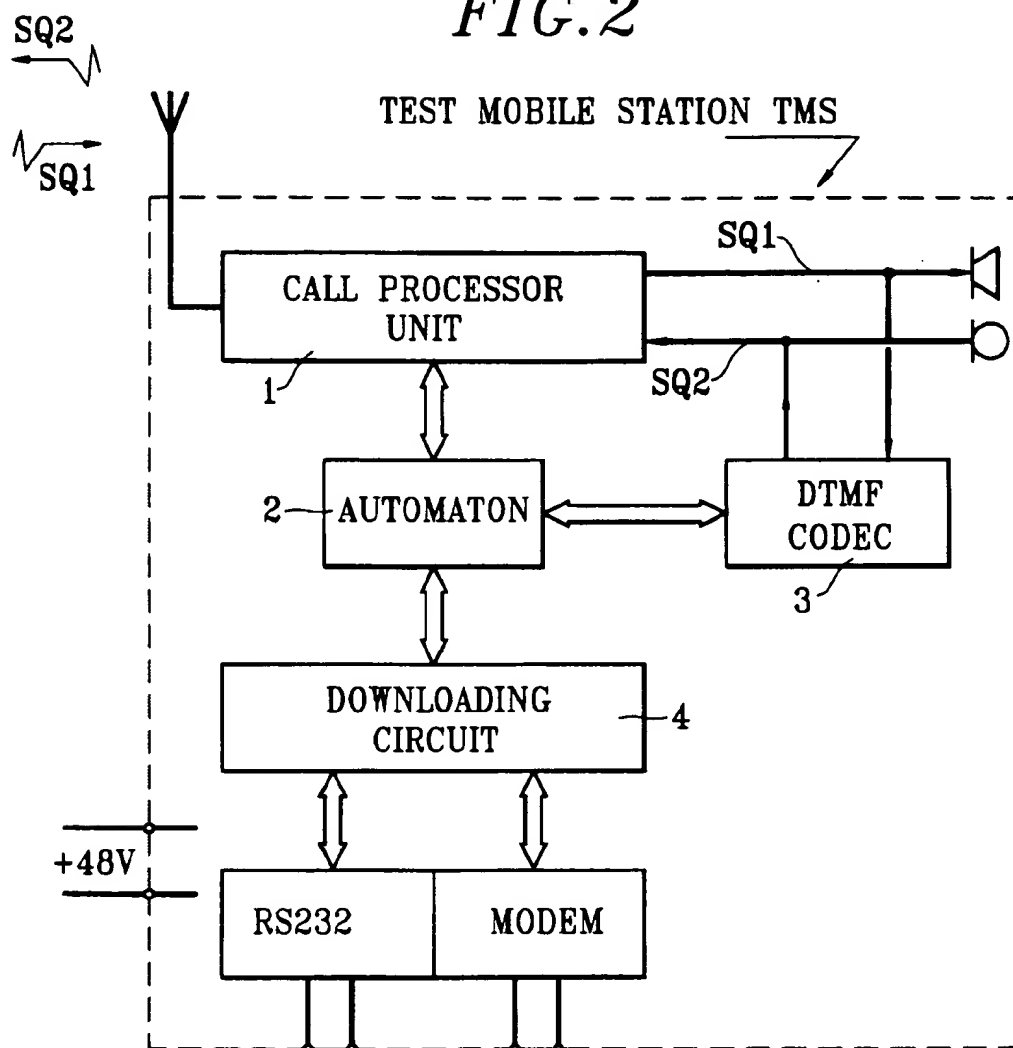 FIG.2
SQ2
TEST MOBILE STATION TMS
SQ1
SQ1
CALL PROCESSOR
UNIT
1
SQ2
2
AUTOMATON
DTMF
CODEC
3
DOWNLOADING
CIRCUIT
4
+48V
RS232
MODEM